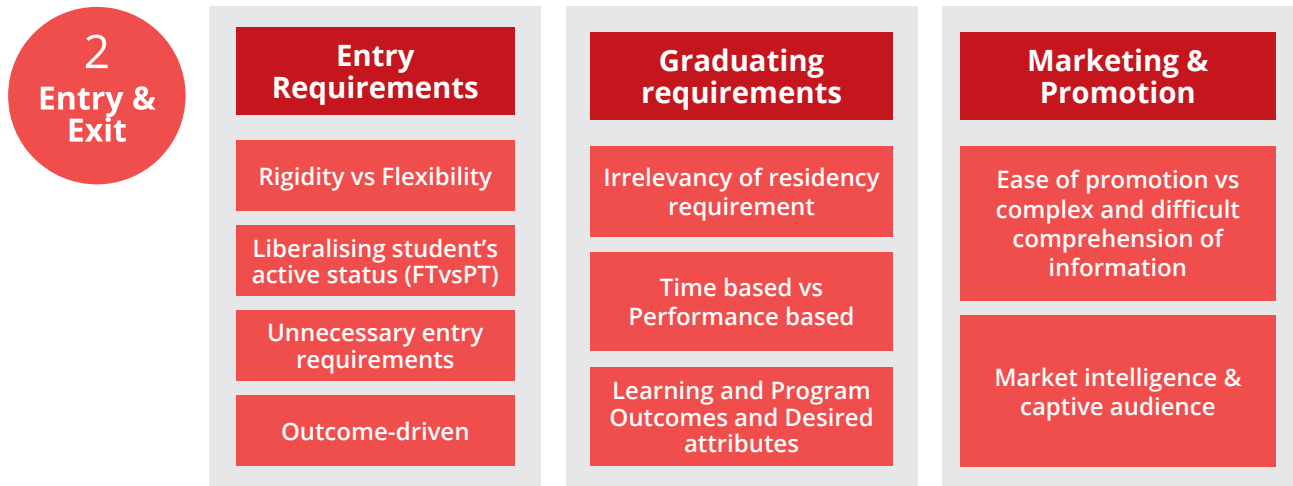 2
Entry &
Exit
Entry
Requirements
Rigidity vs Flexibility
Liberalising student's
active status (FTvsPT)
Unnecessary entry
requirements
Outcome-driven
Graduating
requirements
Irrelevancy of residency
requirement
Time based vs
Performance based
Learning and Program
Outcomes and Desired
attributes
Marketing &
Promotion
Ease of promotion vs
complex and difficult
comprehension of
information
Market intelligence &
captive audience